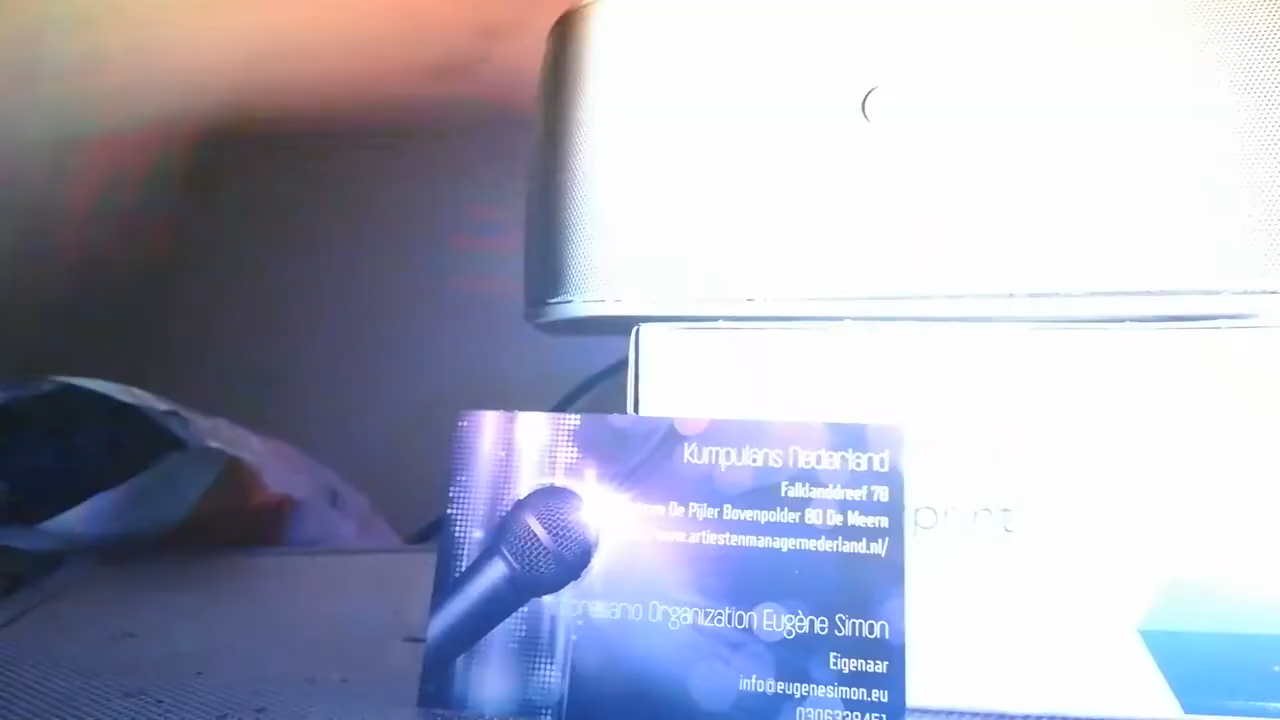 Kumpulans Nederland
Falklanddreef 78
De Pijler Bovenpolder 80 De Meern
www.artiestenmanagernederland.nl/
Organization Eugène Simon
Eigenaar
info@eugenesimon.eu
print